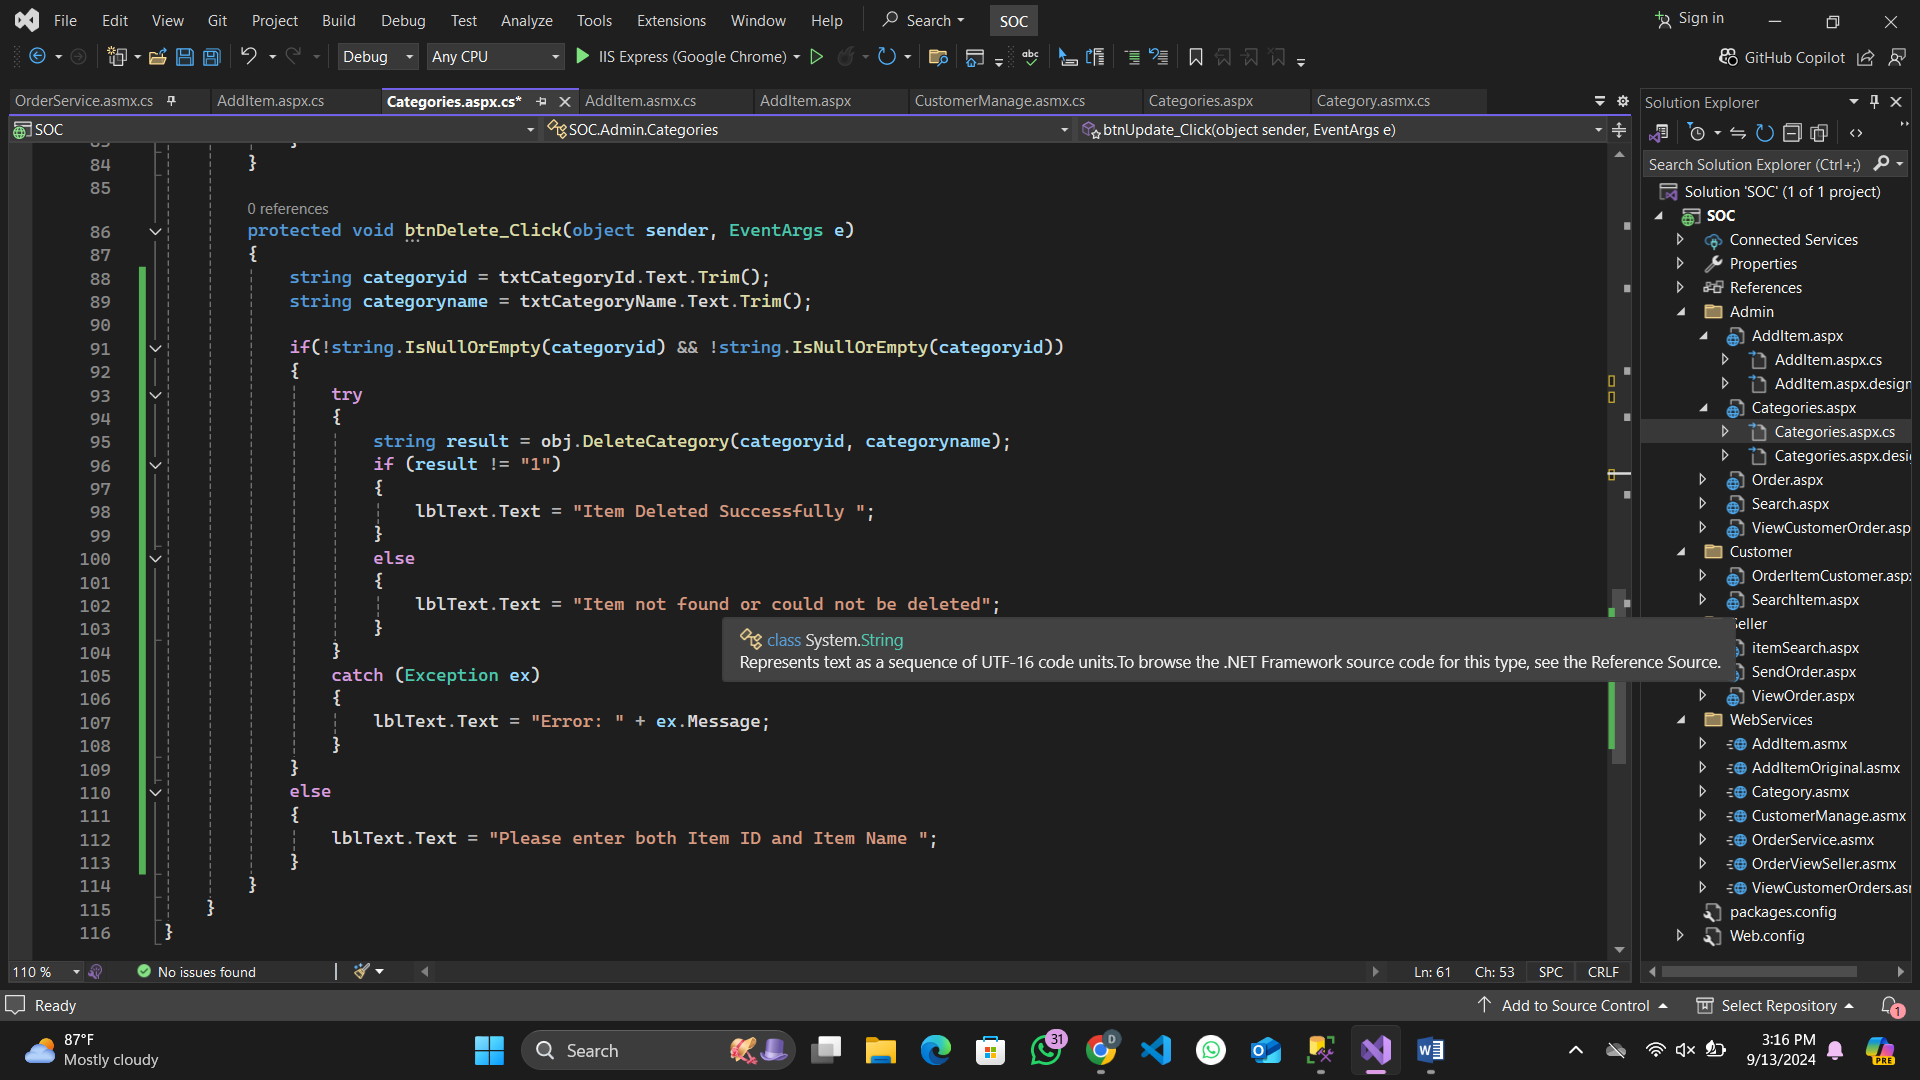 File Edit View Git Project Build Debug Test Analyze Tools Extensions Window Help Search SOC Sign in
Debug Any CPU IIS Express (Google Chrome) GitHub Copilot
OrderService.asmx.cs AddItem.aspx.cs Categories.aspx.cs* AddItem.asmx.cs AddItem.aspx CustomerManage.asmx.cs Categories.aspx Category.asmx.cs
SOC SOC.Admin.Categories btnUpdate_Click(object sender, EventArgs e)
84 }
85
0 references
86 protected void btnDelete_Click(object sender, EventArgs e)
87 {
88 string categoryid = txtCategoryId.Text.Trim();
89 string categoryname = txtCategoryName.Text.Trim();
90
91 if(!string.IsNullOrEmpty(categoryid) && !string.IsNullOrEmpty(categoryid))
92 {
93 try
94 {
95 string result = obj.DeleteCategory(categoryid, categoryname);
96 if (result != "1")
97 {
98 lblText.Text = "Item Deleted Successfully ";
99 }
100 else
101 {
102 lblText.Text = "Item not found or could not be deleted";
103 }
104 }
105 catch (Exception ex)
106 {
107 lblText.Text = "Error: " + ex.Message;
108 }
109 }
110 else
111 {
112 lblText.Text = "Please enter both Item ID and Item Name ";
113 }
114 }
115 }
116 }
class System.String
Represents text as a sequence of UTF-16 code units.To browse the .NET Framework source code for this type, see the Reference Source.
110 % No issues found Ln: 61 Ch: 53 SPC CRLF
Solution Explorer
Search Solution Explorer (Ctrl+;)
Solution 'SOC' (1 of 1 project)
SOC
Connected Services
Properties
References
Admin
AddItem.aspx
AddItem.aspx.cs
AddItem.aspx.design
Categories.aspx
Categories.aspx.cs
Categories.aspx.desi
Order.aspx
Search.aspx
ViewCustomerOrder.asp
Customer
OrderItemCustomer.aspx
SearchItem.aspx
Seller
itemSearch.aspx
SendOrder.aspx
ViewOrder.aspx
WebServices
AddItem.asmx
AddItemOriginal.asmx
Category.asmx
CustomerManage.asmx
OrderService.asmx
OrderViewSeller.asmx
ViewCustomerOrders.asm
packages.config
Web.config
Ready Add to Source Control Select Repository 1
87°F
Mostly cloudy
Search
31
D
PRE
3:16 PM
9/13/2024